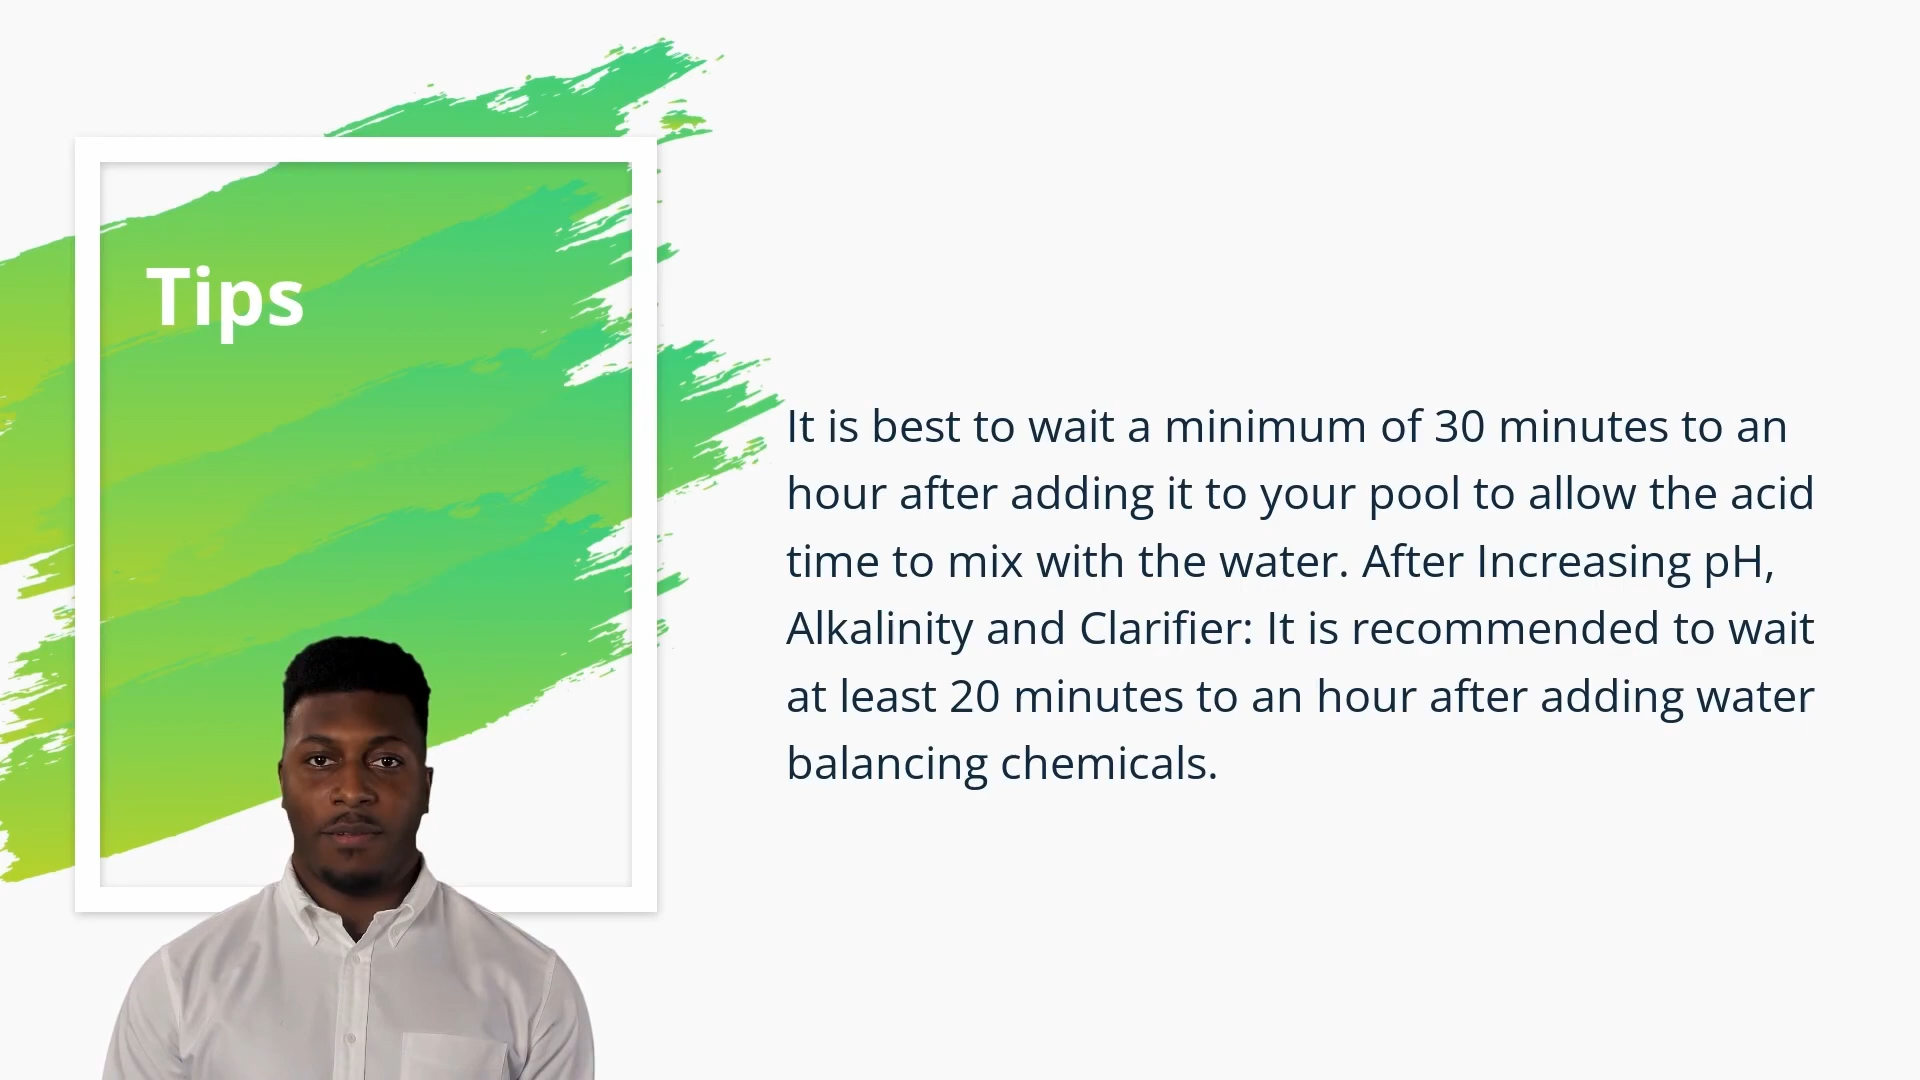 Tips
It is best to wait a minimum of 30 minutes to an
hour after adding it to your pool to allow the acid
time to mix with the water. After Increasing pH,
Alkalinity and Clarifier: It is recommended to wait
at least 20 minutes to an hour after adding water
balancing chemicals.